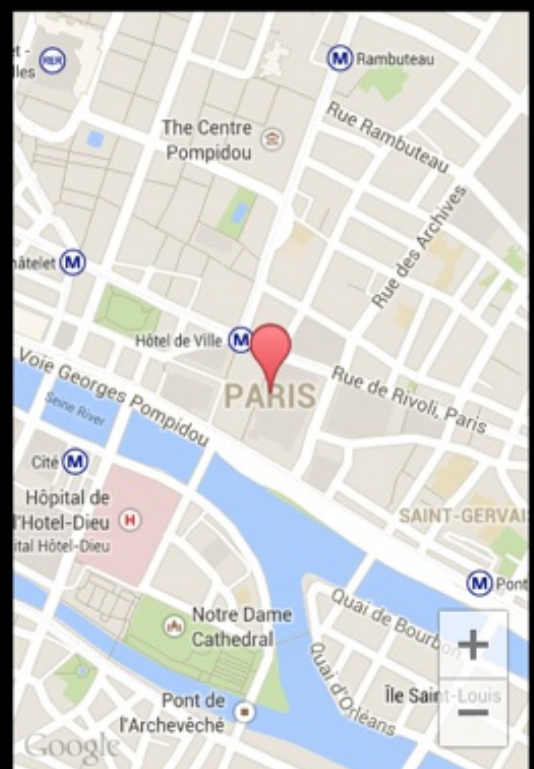 Rambuteau
RER
The Centre
Pompidou
Rue Rambuteau
Rue des Archives
M
Hôtel de Ville
PARIS
Rue de Rivoli, Paris
Voie Georges Pompidou
Seine River
Cité
Hôpital de
l'Hotel-Dieu
ital Hôtel-Dieu
H
SAINT-GERVAI
Pont
Quai de Bourbon
Notre Dame
Cathedral
Quai d'Orléans
Île Saint-Louis
Pont de
l'Archevêché
Google
+
−